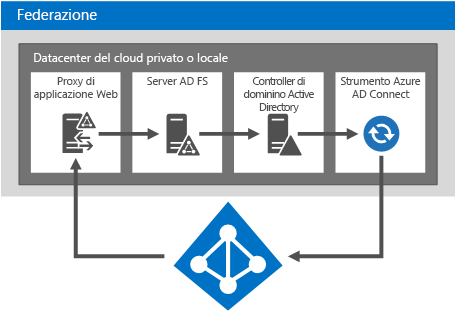 Federazione
Datacenter del cloud privato o locale
Proxy di
applicazione Web
Server AD FS
Controller di
dominino Active
Directory
Strumento Azure
AD Connect